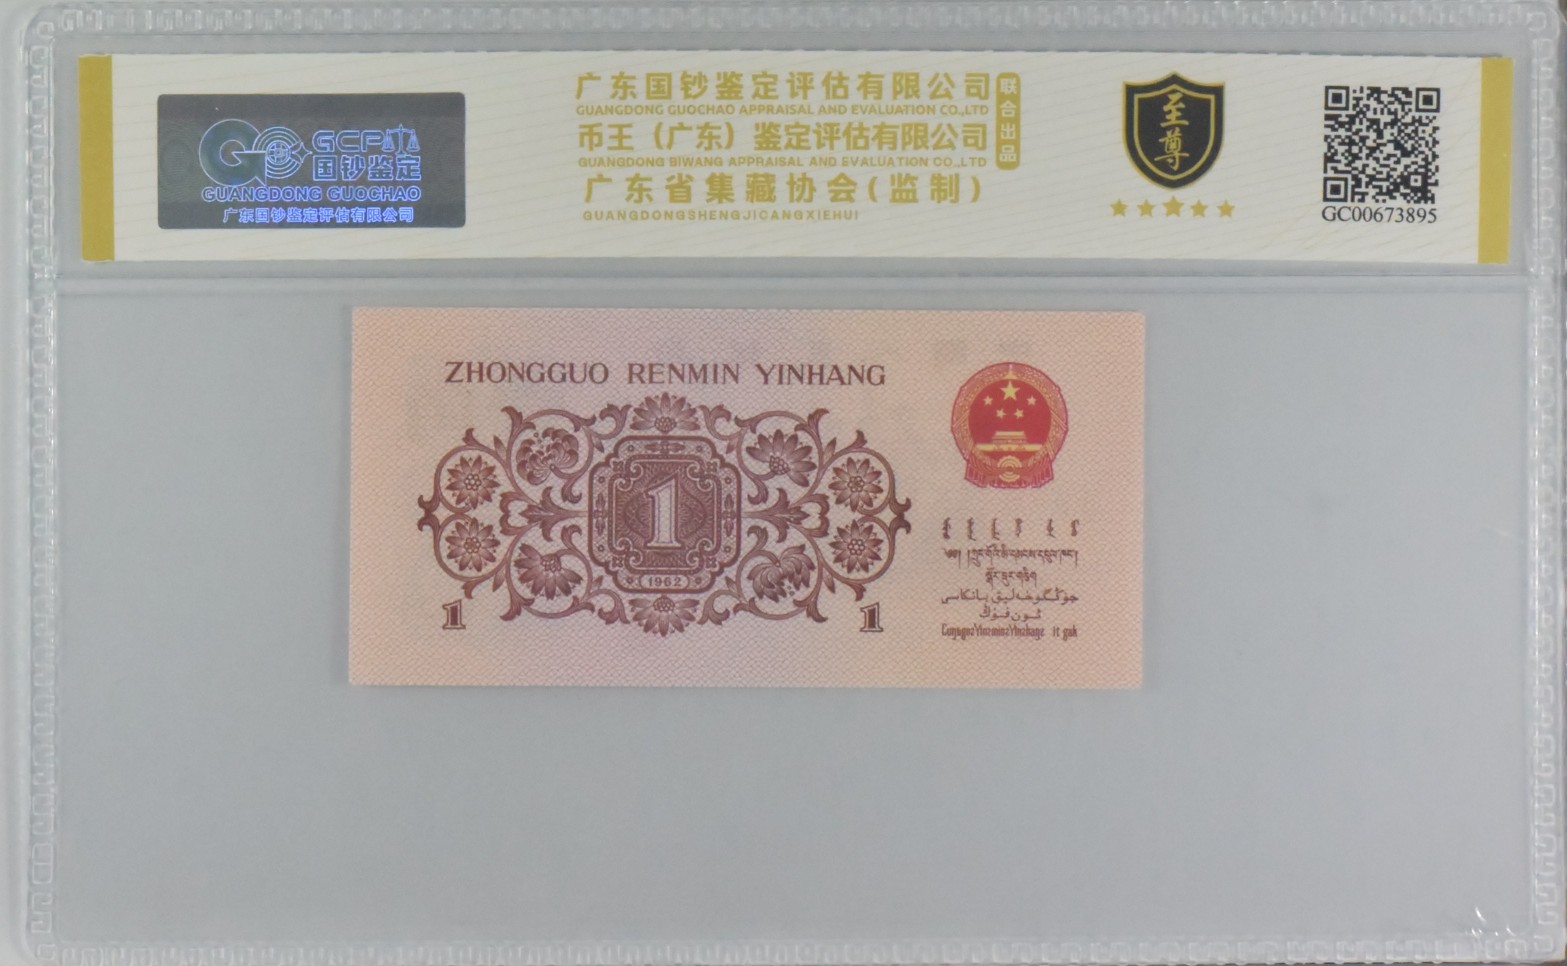 GCP
国钞鉴定
GUANGDONG GUOCHAO
广东国钞鉴定评估有限公司
广东国钞鉴定评估有限公司
GUANGDONG GUOCHAO APPRAISAL AND EVALUATION CO.,LTD
币王（广东）鉴定评估有限公司
GUANGDONG BIWANG APPRAISAL AND EVALUATION CO.,LTD
联合出品
广东省集藏协会(监制)
GUANGDONGSHENGJICANGXIEHUI
至尊
GC00673895
ZHONGGUO RENMIN YINHANG
1
1962
1
1
جۇڭگوخەلىق بانكىسى
ئون فۇڭ